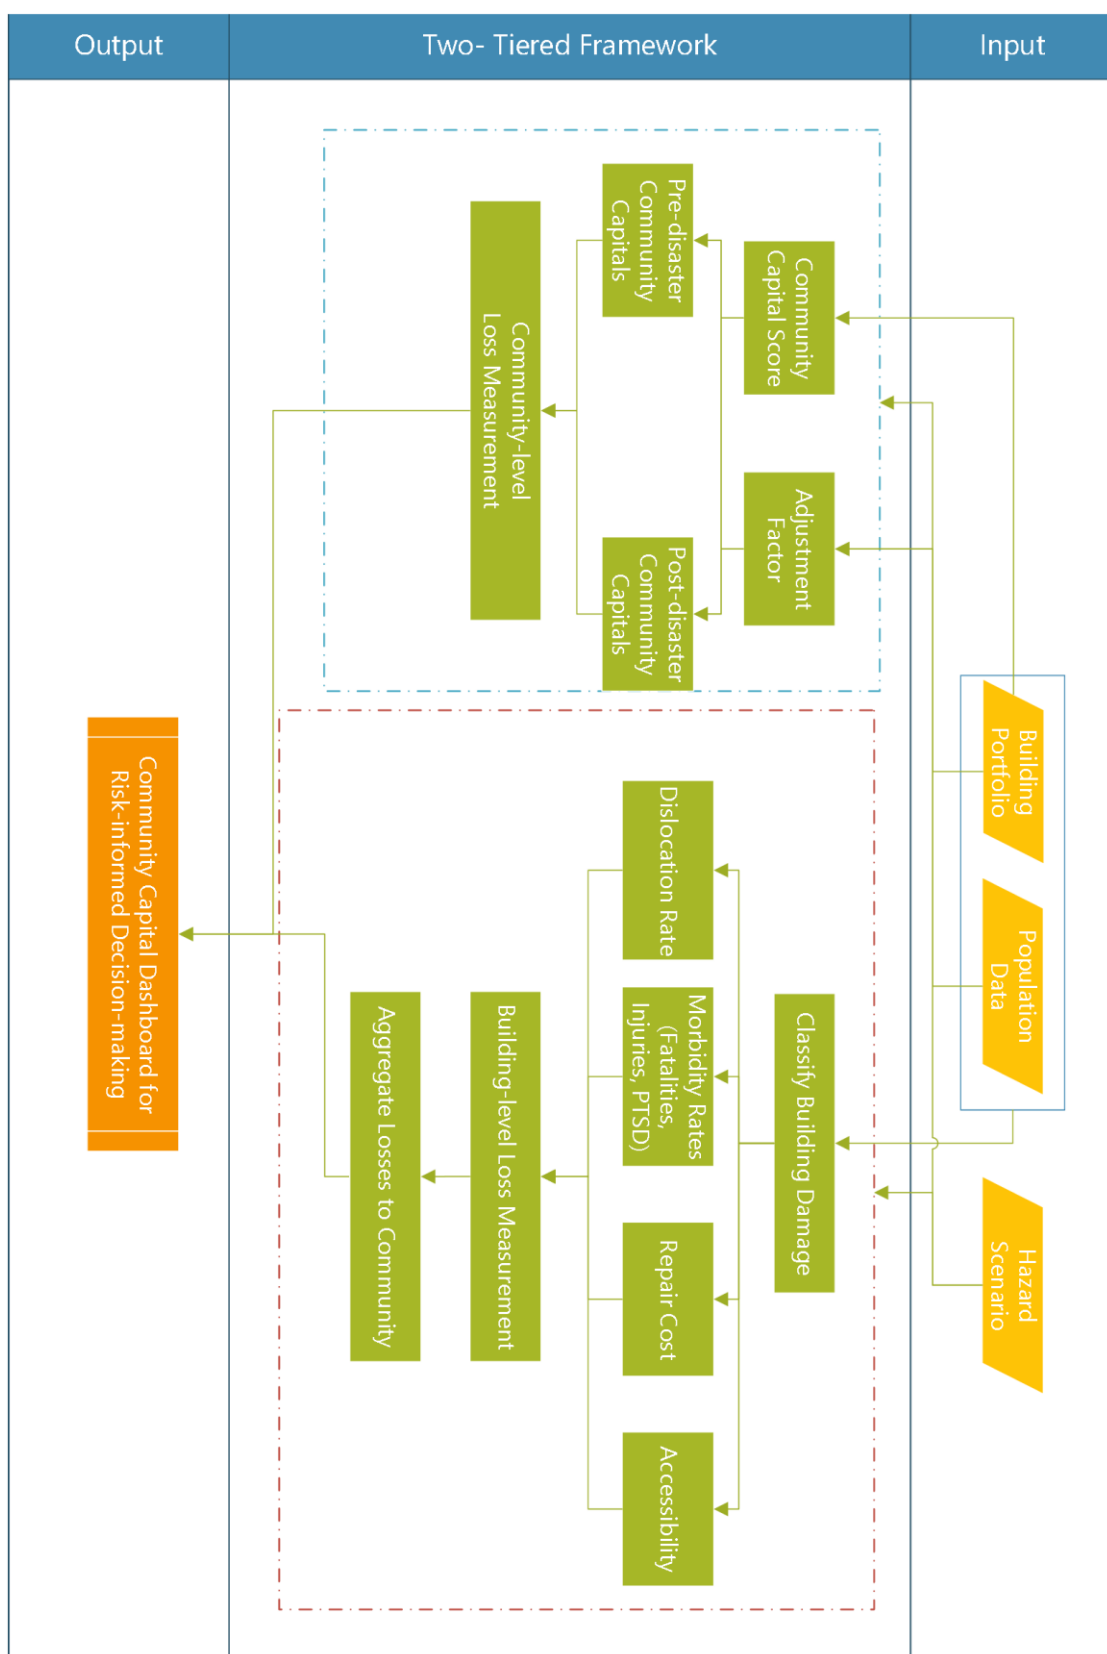 Output
Two- Tiered Framework
Input
Building
Portfolio
Population
Data
Hazard
Scenario
Community
Capital Score
Adjustment
Factor
Pre-disaster
Community
Capitals
Post-disaster
Community
Capitals
Community-level
Loss Measurement
Classify Building Damage
Dislocation Rate
Morbidity Rates
(Fatalities,
Injuries, PTSD)
Repair Cost
Accessibility
Building-level Loss Measurement
Aggregate Losses to Community
Community Capital Dashboard for
Risk-informed Decision-making